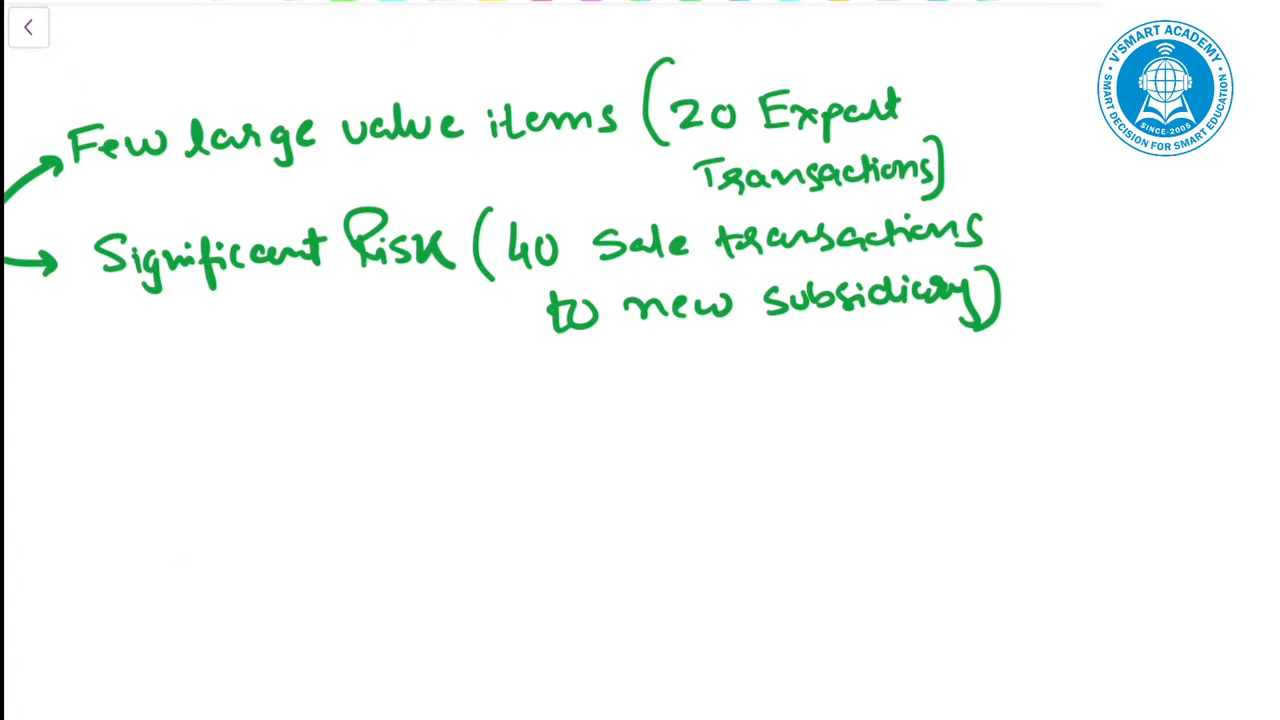 Few large value items (20 Export
Transactions)
Significant Risk (40 Sale transactions
to new subsidiary)
V'SMART ACADEMY
SINCE-2005
SMART DECISION FOR SMART EDUCATION